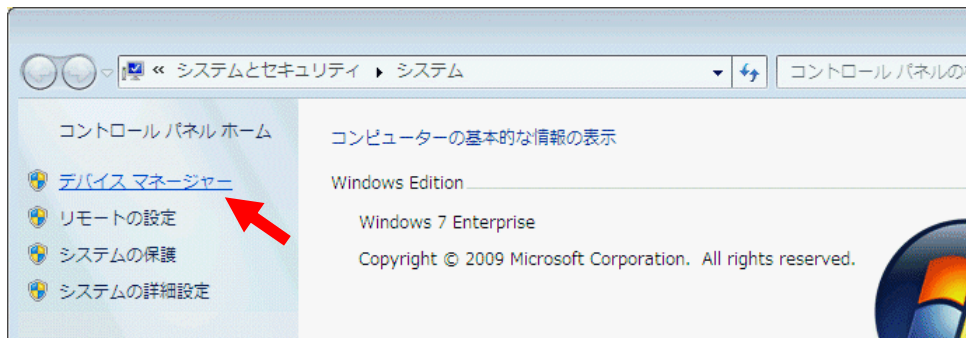 « システムとセキュリティ ▸ システム
コントロール パネルの
コントロール パネル ホーム
デバイス マネージャー
リモートの設定
システムの保護
システムの詳細設定
コンピューターの基本的な情報の表示
Windows Edition
Windows 7 Enterprise
Copyright © 2009 Microsoft Corporation. All rights reserved.